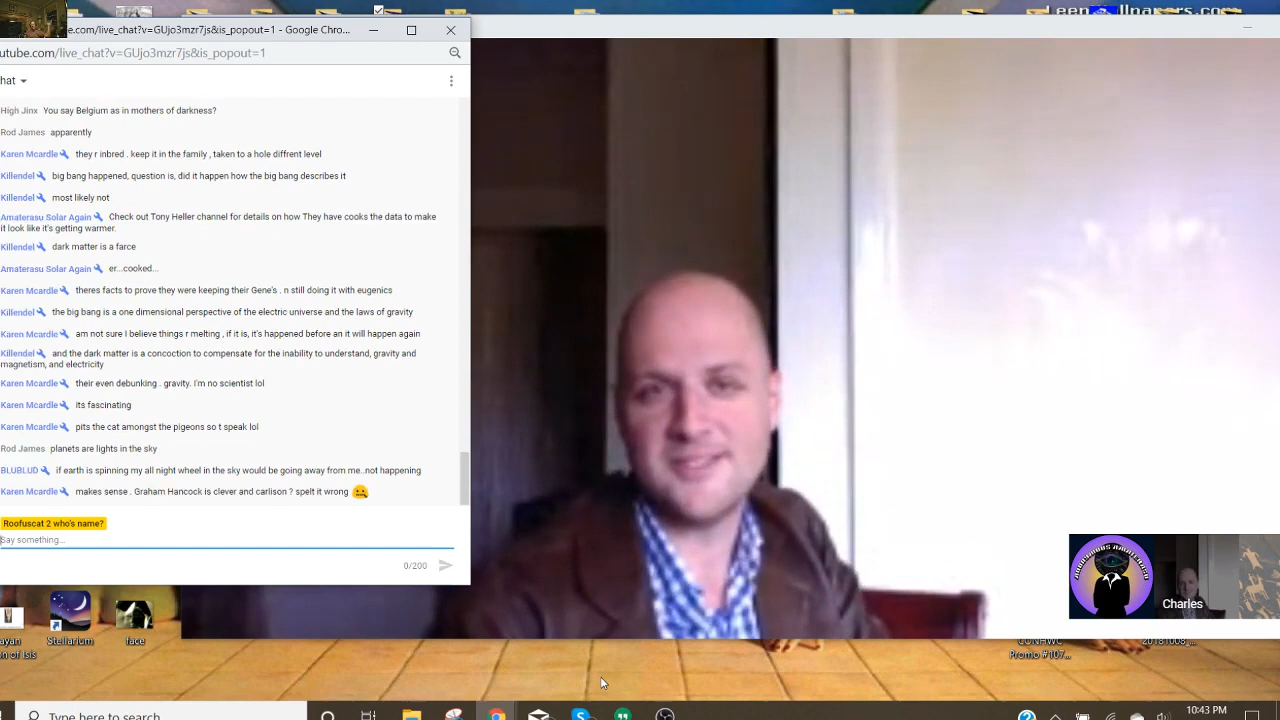 e.com/live_chat?v=GUjo3mzr7js&is_popout=1 - Google Chro...
utube.com/live_chat?v=GUjo3mzr7js&is_popout=1
hat
High Jinx You say Belgium as in mothers of darkness?
Rod James apparently
Karen Mcardle they r inbred . keep it in the family , taken to a hole diffrent level
Killendel big bang happened, question is, did it happen how the big bang describes it
Killendel most likely not
Amaterasu Solar Again Check out Tony Heller channel for details on how They have cooks the data to make
it look like it's getting warmer.
Killendel dark matter is a farce
Amaterasu Solar Again er...cooked...
Karen Mcardle theres facts to prove they were keeping their Gene's . n still doing it with eugenics
Killendel the big bang is a one dimensional perspective of the electric universe and the laws of gravity
Karen Mcardle am not sure I believe things r melting , if it is, it's happened before an it will happen again
Killendel and the dark matter is a concoction to compensate for the inability to understand, gravity and
magnetism, and electricity
Karen Mcardle their even debunking . gravity. I'm no scientist lol
Karen Mcardle its fascinating
Karen Mcardle pits the cat amongst the pigeons so t speak lol
Rod James planets are lights in the sky
BLUBLUD if earth is spinning my all night wheel in the sky would be going away from me..not happening
Karen Mcardle makes sense . Graham Hancock is clever and carlison ? spelt it wrong
Roofuscat 2 who's name?
Say something...
0/200
Charles
ayan
on of Isis
Stellarium
face
Promo #107...
20181008_...
Type here to search
10:43 PM